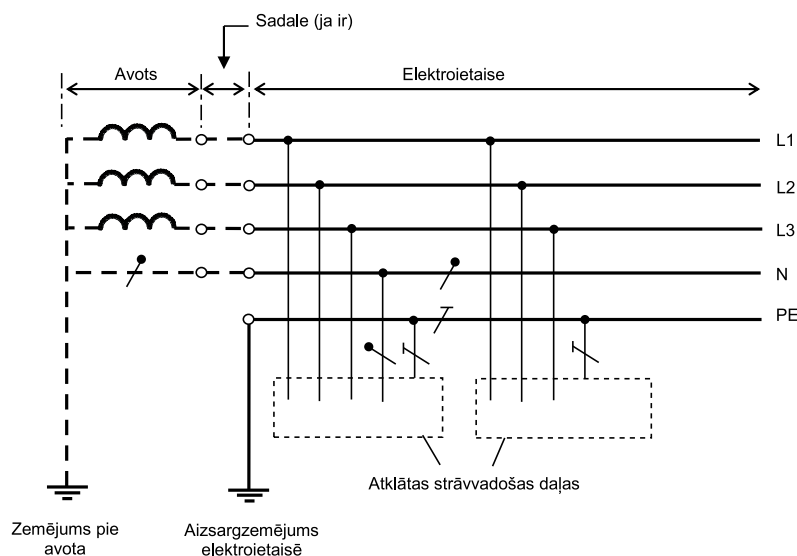 Sadale (ja ir)
Avots
Elektroietaise
L1
L2
L3
N
PE
Atklātas strāvvadošas daļas
Zemējums pie
avota
Aizsargzemējums
elektroietaisē